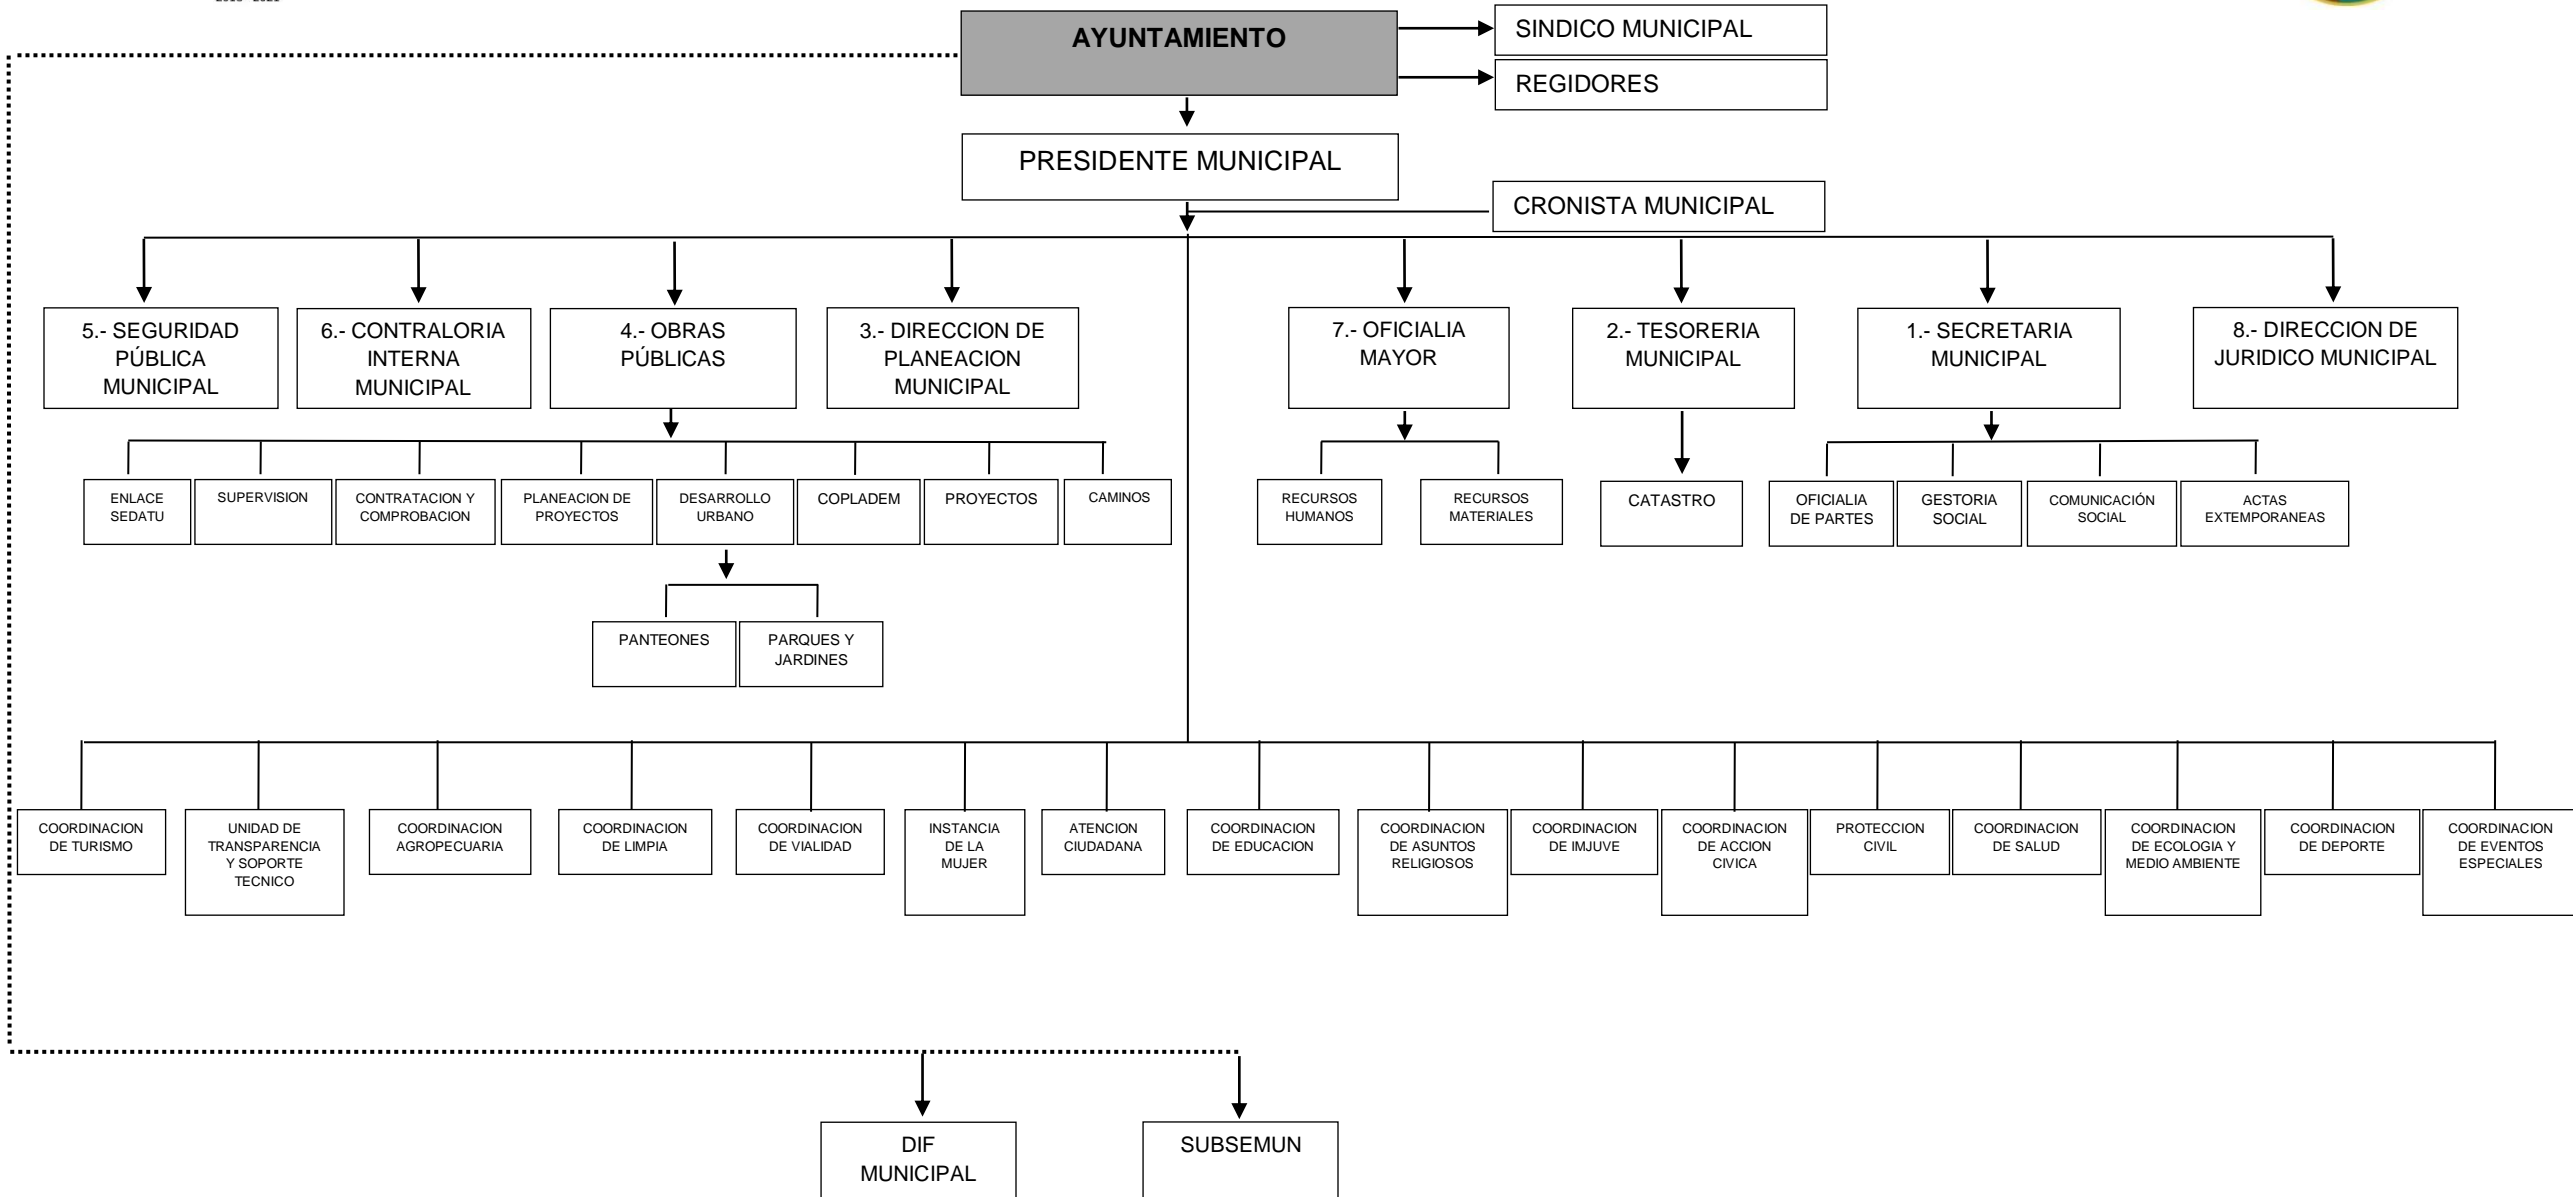 AYUNTAMIENTO
SINDICO MUNICIPAL
REGIDORES
PRESIDENTE MUNICIPAL
CRONISTA MUNICIPAL
5.- SEGURIDAD
PÚBLICA
MUNICIPAL
6.- CONTRALORIA
INTERNA
MUNICIPAL
4.- OBRAS
PÚBLICAS
3.- DIRECCION DE
PLANEACION
MUNICIPAL
7.- OFICIALIA
MAYOR
2.- TESORERIA
MUNICIPAL
1.- SECRETARIA
MUNICIPAL
8.- DIRECCION DE
JURIDICO MUNICIPAL
ENLACE
SEDATU
SUPERVISION
CONTRATACION Y
COMPROBACION
PLANEACION DE
PROYECTOS
DESARROLLO
URBANO
COPLADEM
PROYECTOS
CAMINOS
RECURSOS
HUMANOS
RECURSOS
MATERIALES
CATASTRO
OFICIALIA
DE PARTES
GESTORIA
SOCIAL
COMUNICACIÓN
SOCIAL
ACTAS
EXTEMPORANEAS
PANTEONES
PARQUES Y
JARDINES
COORDINACION
DE TURISMO
UNIDAD DE
TRANSPARENCIA
Y SOPORTE
TECNICO
COORDINACION
AGROPECUARIA
COORDINACION
DE LIMPIA
COORDINACION
DE VIALIDAD
INSTANCIA
DE LA
MUJER
ATENCION
CIUDADANA
COORDINACION
DE EDUCACION
COORDINACION
DE ASUNTOS
RELIGIOSOS
COORDINACION
DE IMJUVE
COORDINACION
DE ACCION
CIVICA
PROTECCION
CIVIL
COORDINACION
DE SALUD
COORDINACION
DE ECOLOGIA Y
MEDIO AMBIENTE
COORDINACION
DE DEPORTE
COORDINACION
DE EVENTOS
ESPECIALES
DIF
MUNICIPAL
SUBSEMUN